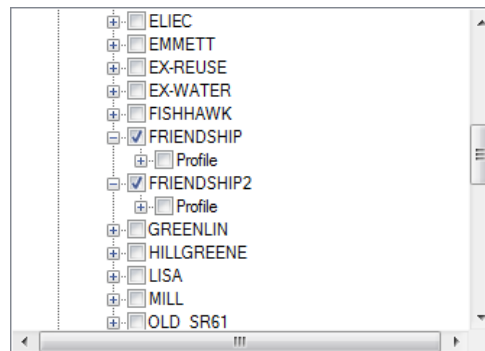 ELIEC
EMMETT
EX-REUSE
EX-WATER
FISHHAWK
FRIENDSHIP
Profile
FRIENDSHIP2
Profile
GREENLIN
HILLGREENE
LISA
MILL
OLD_SR61